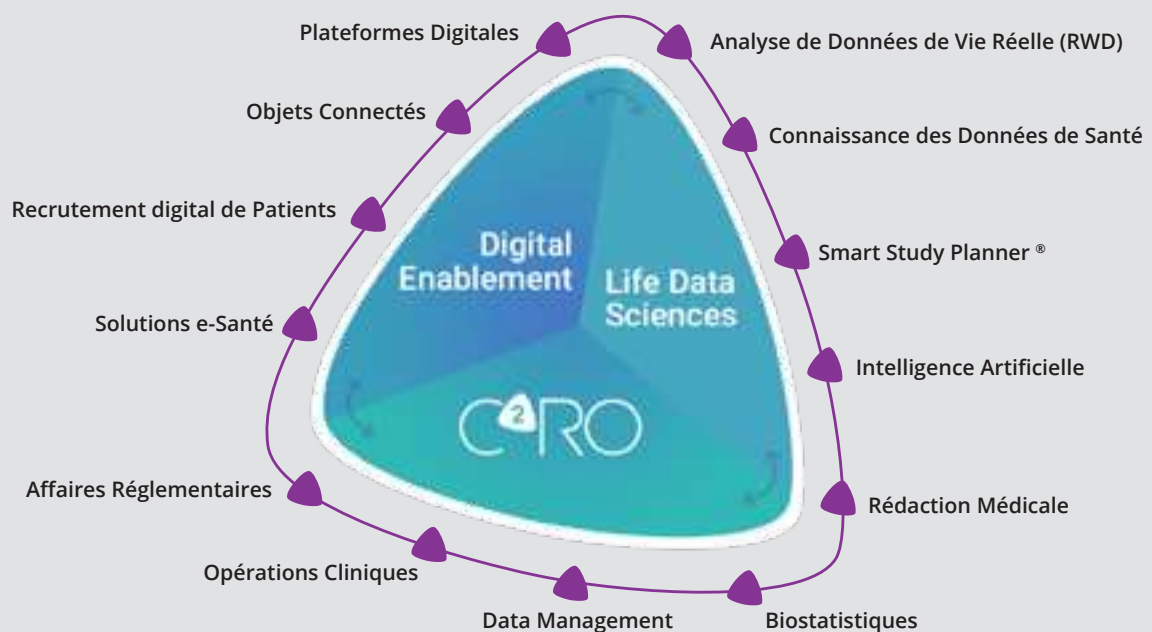 Plateformes Digitales
Analyse de Données de Vie Réelle (RWD)
Objets Connectés
Connaissance des Données de Santé
Recrutement digital de Patients
Digital
Enablement
Smart Study Planner ®
Life Data
Sciences
Solutions e-Santé
Intelligence Artificielle
C2RO
Affaires Réglementaires
Rédaction Médicale
Opérations Cliniques
Data Management
Biostatistiques